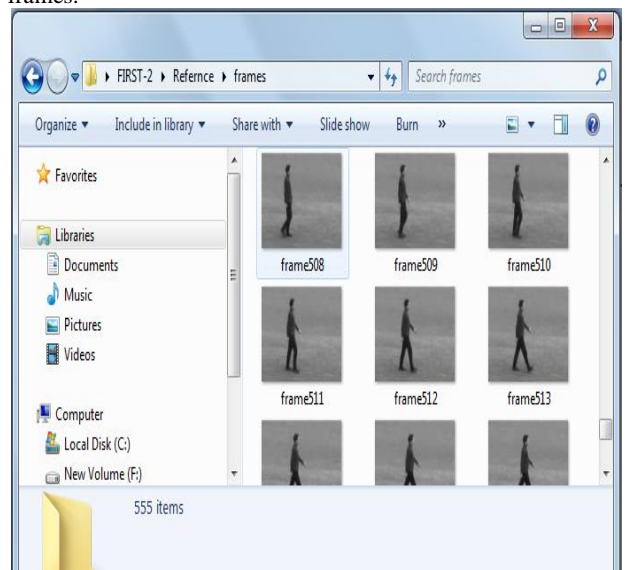 frames.
FIRST-2 Refernce frames Search frames
Organize Include in library Share with Slide show Burn »
Favorites
Libraries
Documents
Music
Pictures
Videos
Computer
Local Disk (C:)
New Volume (F:)
frame508 frame509 frame510
frame511 frame512 frame513
555 items